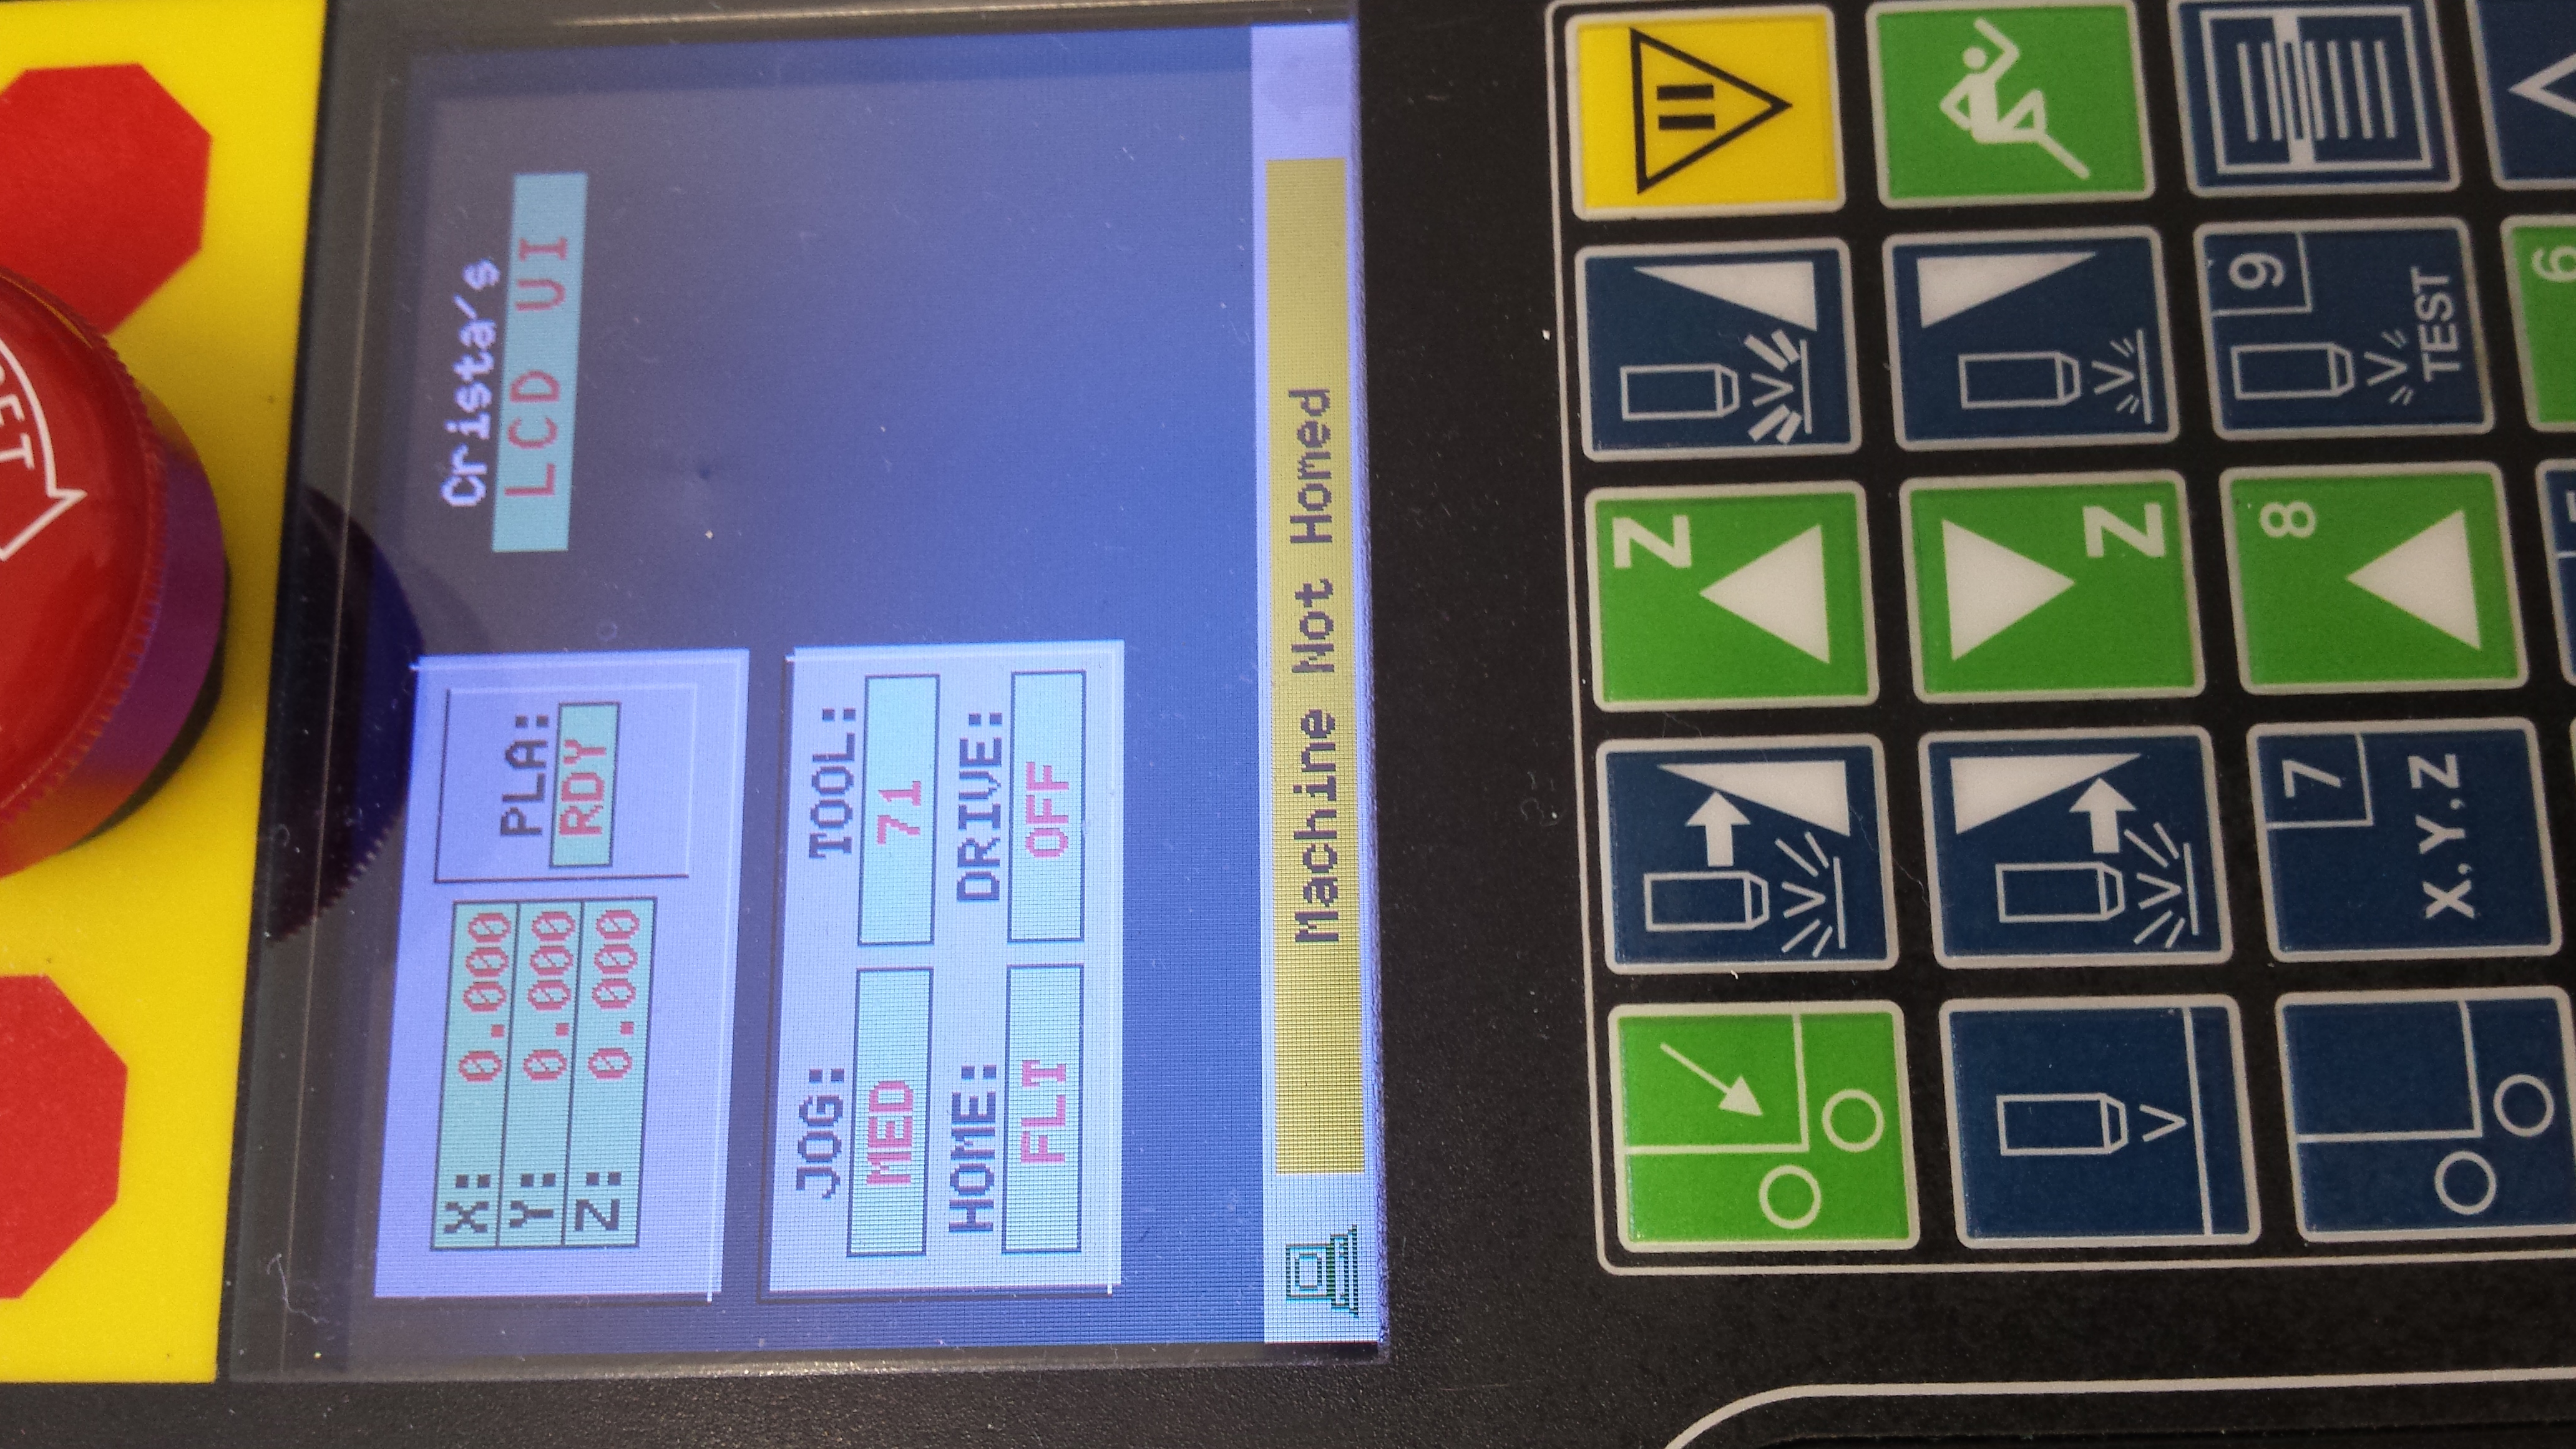 X: 0.000
Y: 0.000
Z: 0.000
PLA:
RDY
Crista's
LCD UI
JOG:
MED
TOOL:
71
HOME:
FLT
DRIVE:
OFF
Machine Not Homed
Z
Z
7
X,Y,Z
8
9
TEST
6